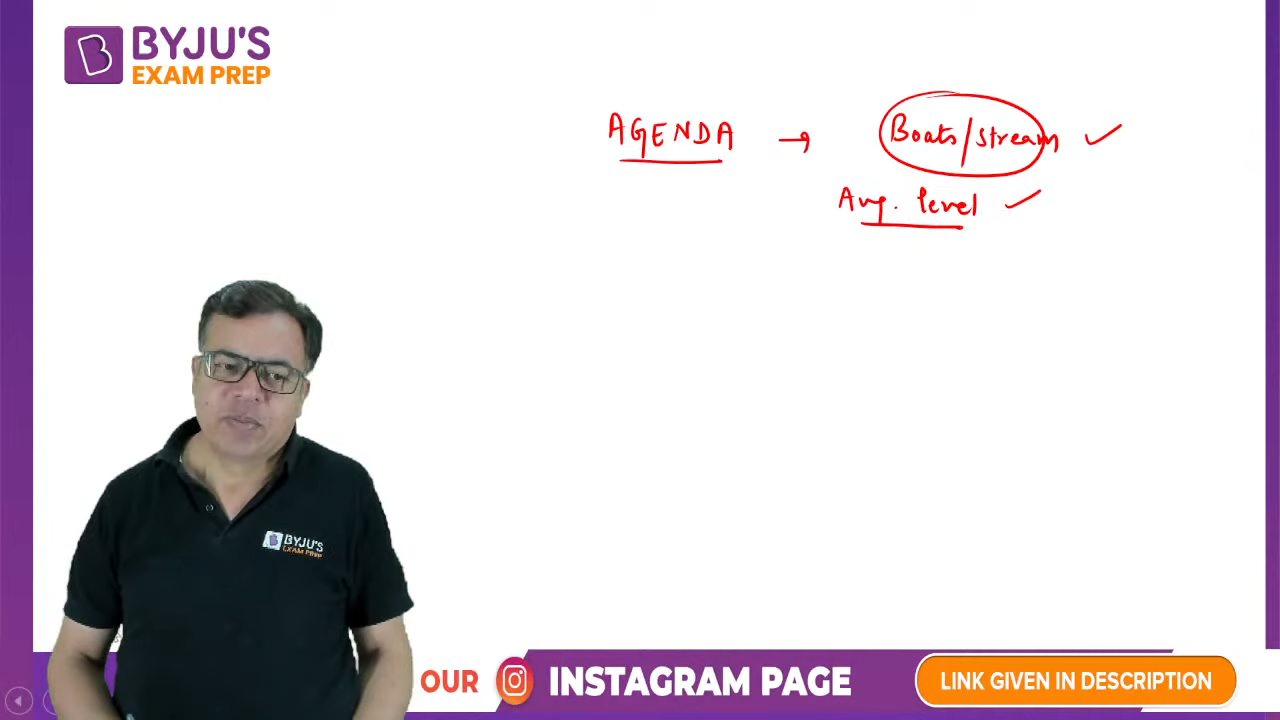 BYJU'S
EXAM PREP
AGENDA → Boats/stream ✓
Avg. level ✓
BYJU'S
EXAM PREP
OUR INSTAGRAM PAGE
LINK GIVEN IN DESCRIPTION